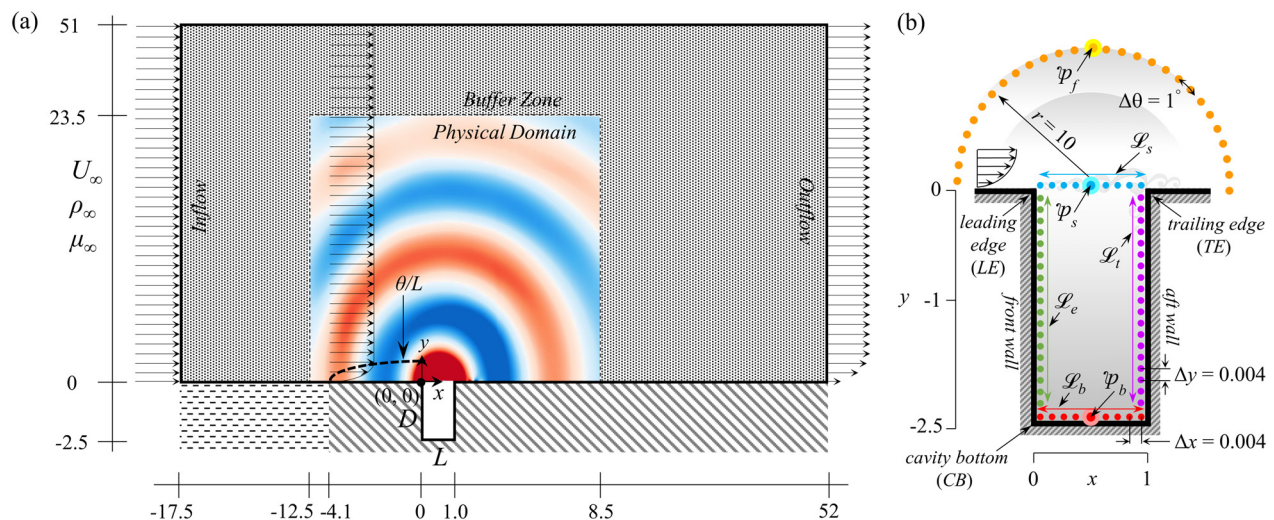 (a)
51
23.5
0
-2.5
U∞
ρ∞
μ∞
Inflow
Buffer Zone
Physical Domain
Outflow
θ/L
y
(0, 0)
x
D
L
-17.5
-12.5
-4.1
0
1.0
8.5
52
(b)
𝒫f
Δθ = 1°
r = 10
ℒs
0
𝒫s
leading
edge
(LE)
trailing edge
(TE)
ℒt
y
-1
front wall
ℒe
aft wall
Δy = 0.004
ℒb
𝒫b
-2.5
Δx = 0.004
cavity bottom
(CB)
0
x
1